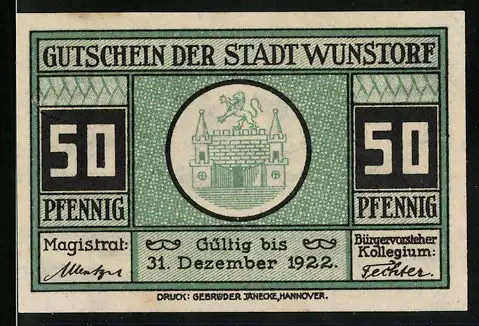 GUTSCHEIN DER STADT WUNSTORF
50
PFENNIG
50
PFENNIG
Magistrat:
Gültig bis
31. Dezember 1922.
Bürgervorsteher
Kollegium:
Fechter.
DRUCK: GEBRÜDER JÄNECKE, HANNOVER.